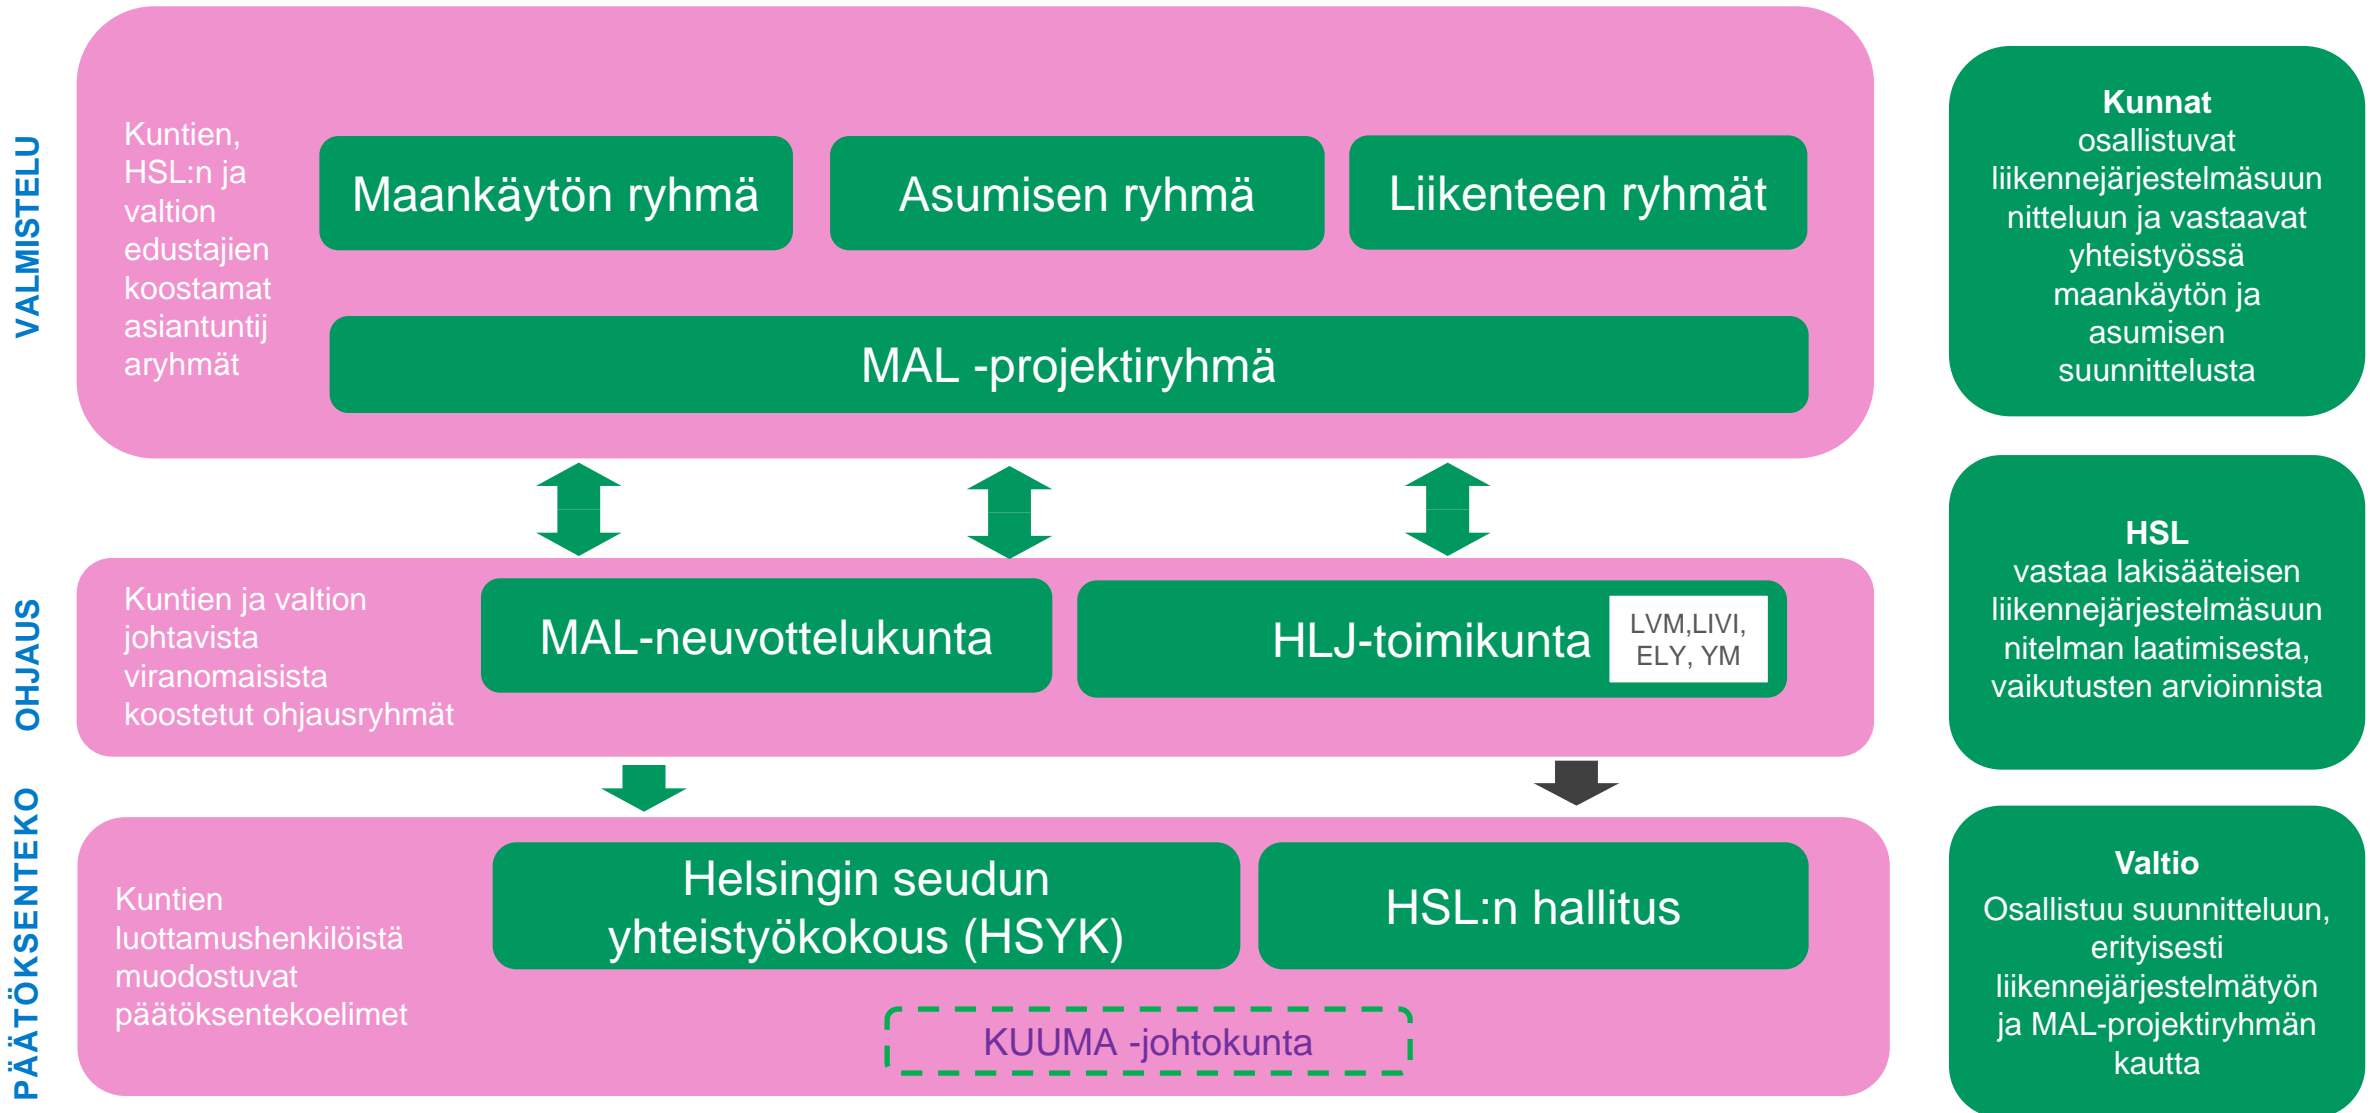 VALMISTELU
Kuntien,
HSL:n ja
valtion
edustajien
koostamat
asiantuntij
aryhmät
Maankäytön ryhmä
Asumisen ryhmä
Liikenteen ryhmät
MAL -projektiryhmä
OHJAUS
Kuntien ja valtion
johtavista
viranomaisista
koostetut ohjausryhmät
MAL-neuvottelukunta
HLJ-toimikunta
LVM,LIVI,
ELY, YM
PÄÄTÖKSENTEKO
Kuntien
luottamushenkilöistä
muodostuvat
päätöksentekoelimet
Helsingin seudun
yhteistyökokous (HSYK)
HSL:n hallitus
KUUMA -johtokunta
Kunnat
osallistuvat
liikennejärjestelmäsuun
nitteluun ja vastaavat
yhteistyössä
maankäytön ja
asumisen
suunnittelusta
HSL
vastaa lakisääteisen
liikennejärjestelmäsuun
nitelman laatimisesta,
vaikutusten arvioinnista
Valtio
Osallistuu suunnitteluun,
erityisesti
liikennejärjestelmätyön
ja MAL-projektiryhmän
kautta